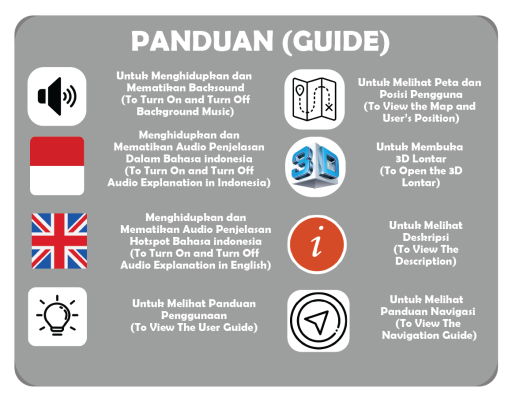 PANDUAN (GUIDE)
Untuk Menghidupkan dan
Mematikan Backsound
(To Turn On and Turn Off
Background Music)
Menghidupkan dan
Mematikan Audio Penjelasan
Dalam Bahasa indonesia
(To Turn On and Turn Off
Audio Explanation in Indonesia)
Menghidupkan dan
Mematikan Audio Penjelasan
Hotspot Bahasa indonesia
(To Turn On and Turn Off
Audio Explanation in English)
Untuk Melihat Panduan
Penggunaan
(To View The User Guide)
Untuk Melihat Peta dan
Posisi Pengguna
(To View the Map and
User's Position)
3D
Untuk Membuka
3D Lontar
(To Open the 3D
Lontar)
i
Untuk Melihat
Deskripsi
(To View The
Description)
Untuk Melihat
Panduan Navigasi
(To View The
Navigation Guide)